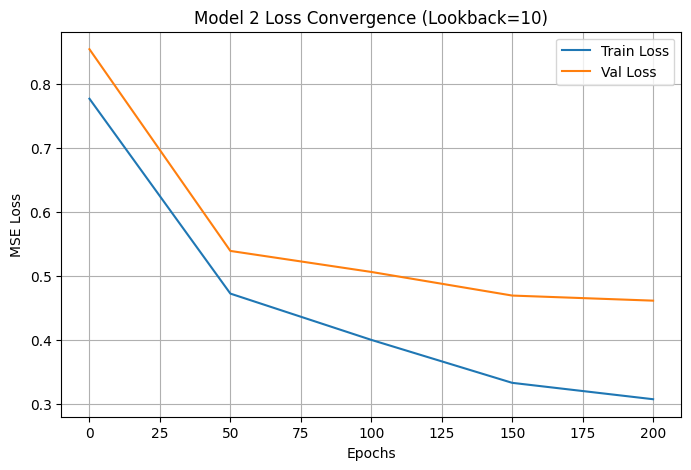 Model 2 Loss Convergence (Lookback=10)
Train Loss
Val Loss
MSE Loss
0.8
0.7
0.6
0.5
0.4
0.3
0 25 50 75 100 125 150 175 200
Epochs